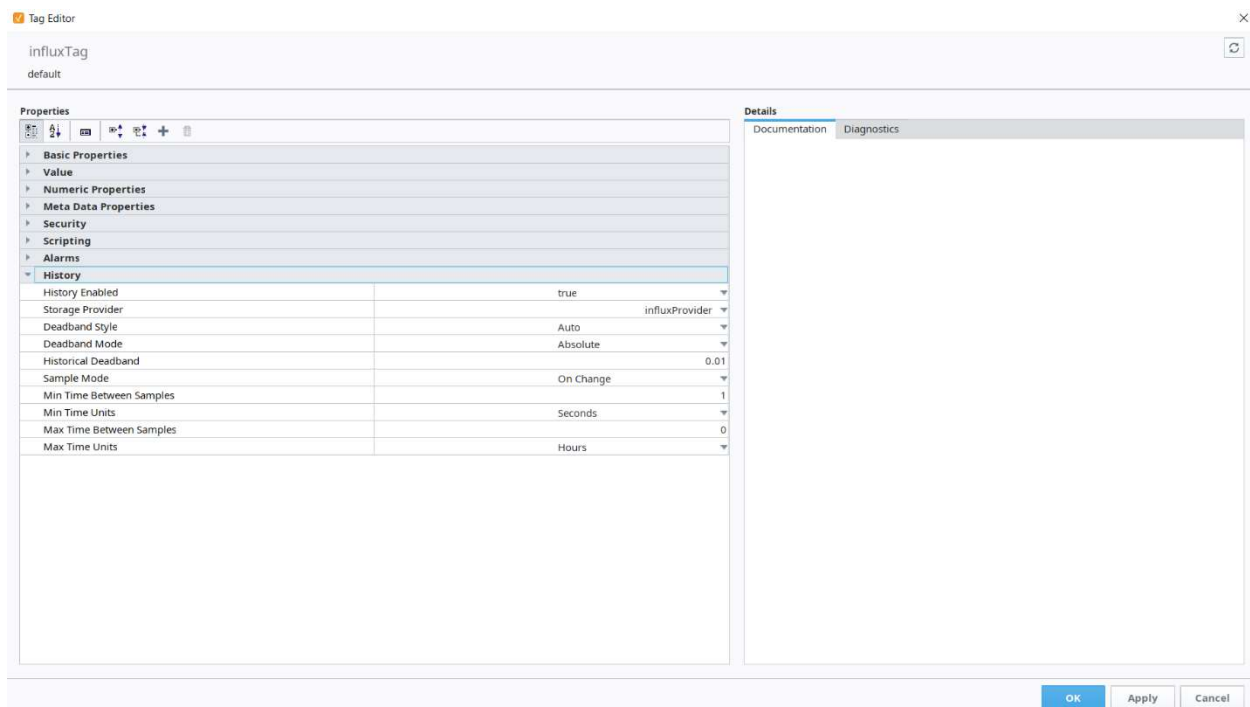 Tag Editor
influxTag
default
Properties
Details
Documentation Diagnostics
Basic Properties
Value
Numeric Properties
Meta Data Properties
Security
Scripting
Alarms
History
History Enabled true
Storage Provider influxProvider
Deadband Style Auto
Deadband Mode Absolute
Historical Deadband 0.01
Sample Mode On Change
Min Time Between Samples 1
Min Time Units Seconds
Max Time Between Samples 0
Max Time Units Hours
OK Apply Cancel